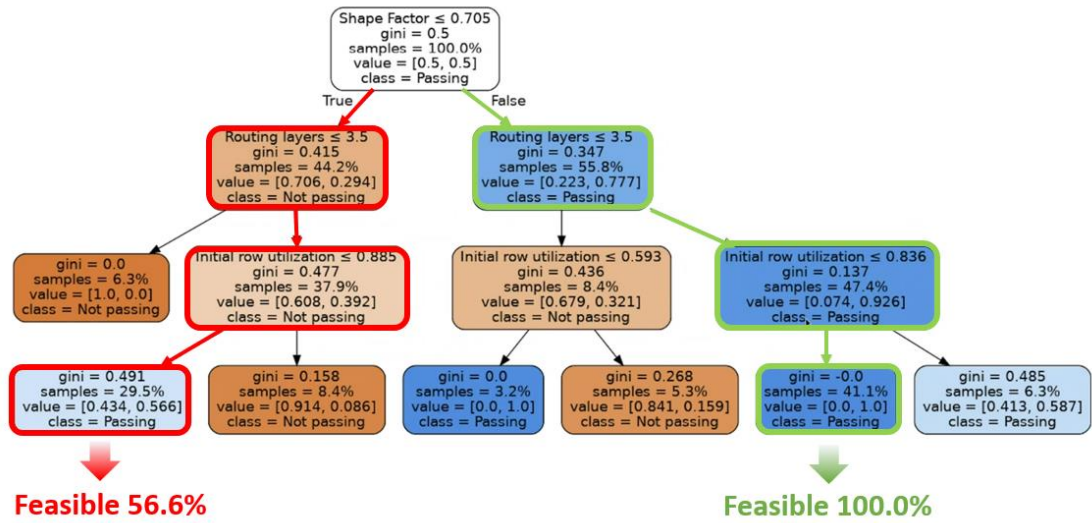 Shape Factor ≤ 0.705
gini = 0.5
samples = 100.0%
value = [0.5, 0.5]
class = Passing
True
False
Routing layers ≤ 3.5
gini = 0.415
samples = 44.2%
value = [0.706, 0.294]
class = Not passing
Routing layers ≤ 3.5
gini = 0.347
samples = 55.8%
value = [0.223, 0.777]
class = Passing
gini = 0.0
samples = 6.3%
value = [1.0, 0.0]
class = Not passing
Initial row utilization ≤ 0.885
gini = 0.477
samples = 37.9%
value = [0.608, 0.392]
class = Not passing
Initial row utilization ≤ 0.593
gini = 0.436
samples = 8.4%
value = [0.679, 0.321]
class = Not passing
Initial row utilization ≤ 0.836
gini = 0.137
samples = 47.4%
value = [0.074, 0.926]
class = Passing
gini = 0.491
samples = 29.5%
value = [0.434, 0.566]
class = Passing
gini = 0.158
samples = 8.4%
value = [0.914, 0.086]
class = Not passing
gini = 0.0
samples = 3.2%
value = [0.0, 1.0]
class = Passing
gini = 0.268
samples = 5.3%
value = [0.841, 0.159]
class = Not passing
gini = -0.0
samples = 41.1%
value = [0.0, 1.0]
class = Passing
gini = 0.485
samples = 6.3%
value = [0.413, 0.587]
class = Passing
Feasible 56.6%
Feasible 100.0%